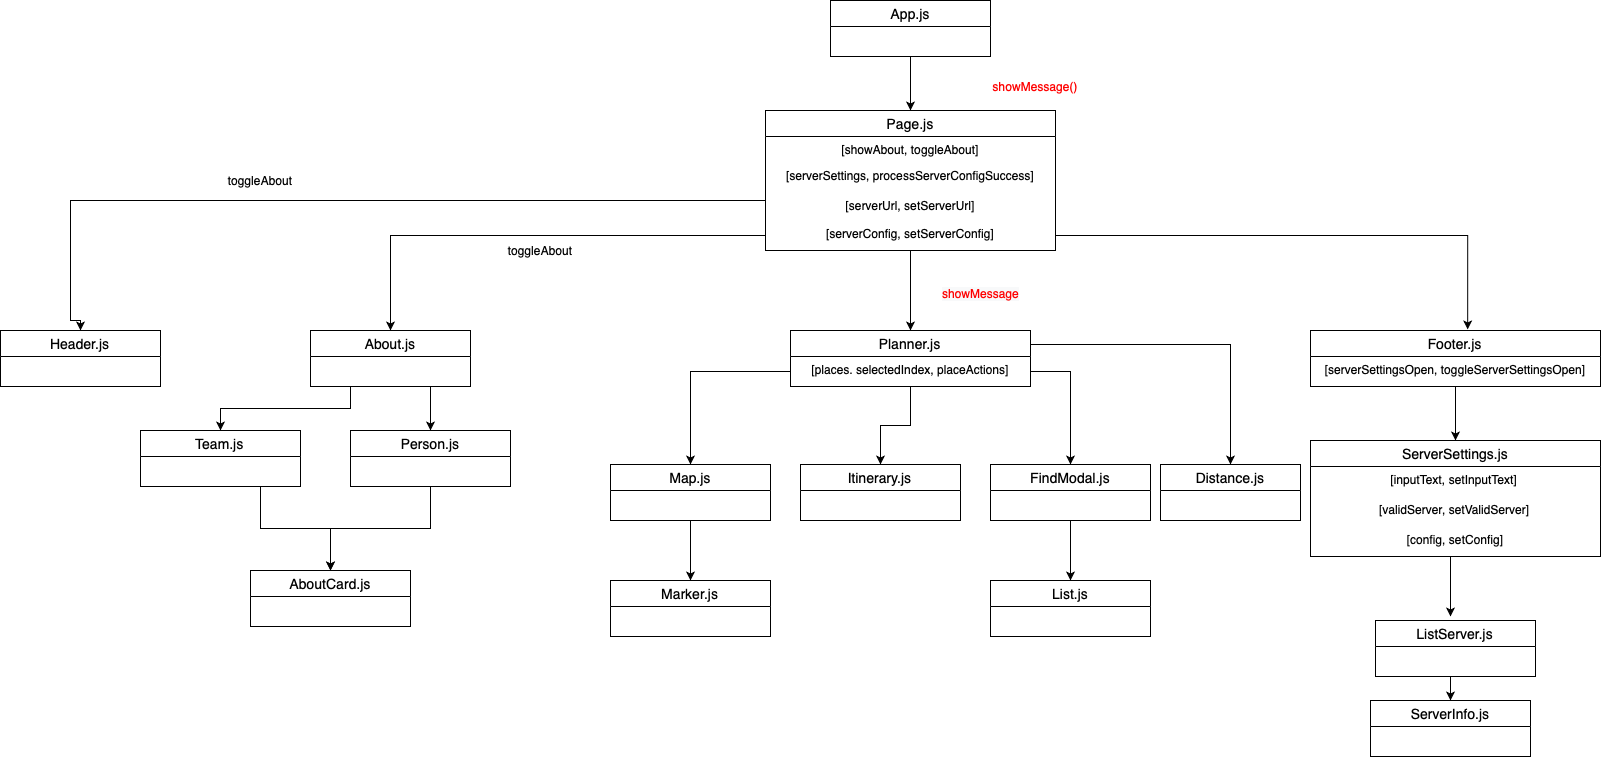 App.js
showMessage()
Page.js
[showAbout, toggleAbout]
[serverSettings, processServerConfigSuccess]
[serverUrl, setServerUrl]
[serverConfig, setServerConfig]
toggleAbout
toggleAbout
showMessage
Header.js
About.js
Planner.js
[places. selectedIndex, placeActions]
Footer.js
[serverSettingsOpen, toggleServerSettingsOpen]
Team.js
Person.js
Map.js
Itinerary.js
FindModal.js
Distance.js
ServerSettings.js
[inputText, setInputText]
[validServer, setValidServer]
[config, setConfig]
AboutCard.js
Marker.js
List.js
ListServer.js
ServerInfo.js